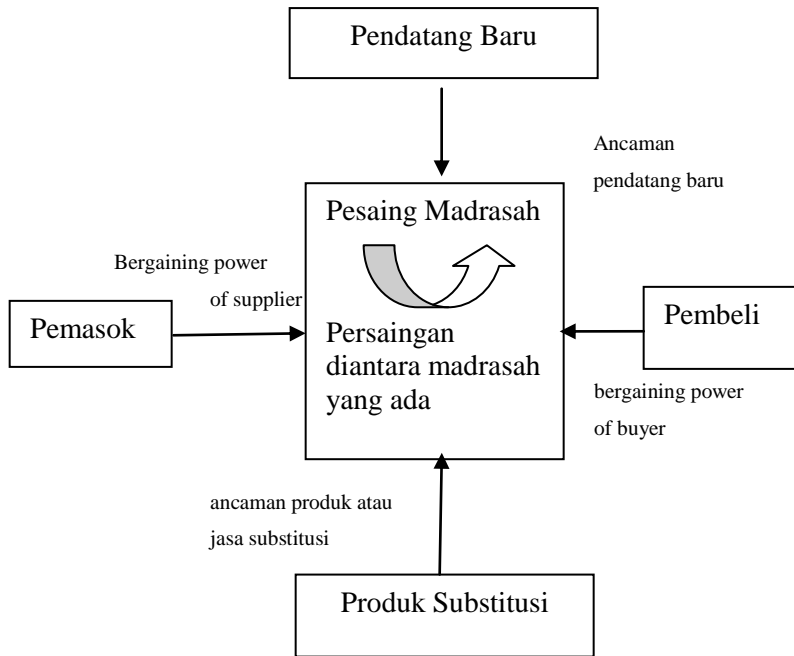 Pendatang Baru
Ancaman
pendatang baru
Pesaing Madrasah
Bergaining power
of supplier
Pemasok
Persaingan
diantara madrasah
yang ada
Pembeli
bergaining power
of buyer
ancaman produk atau
jasa substitusi
Produk Substitusi